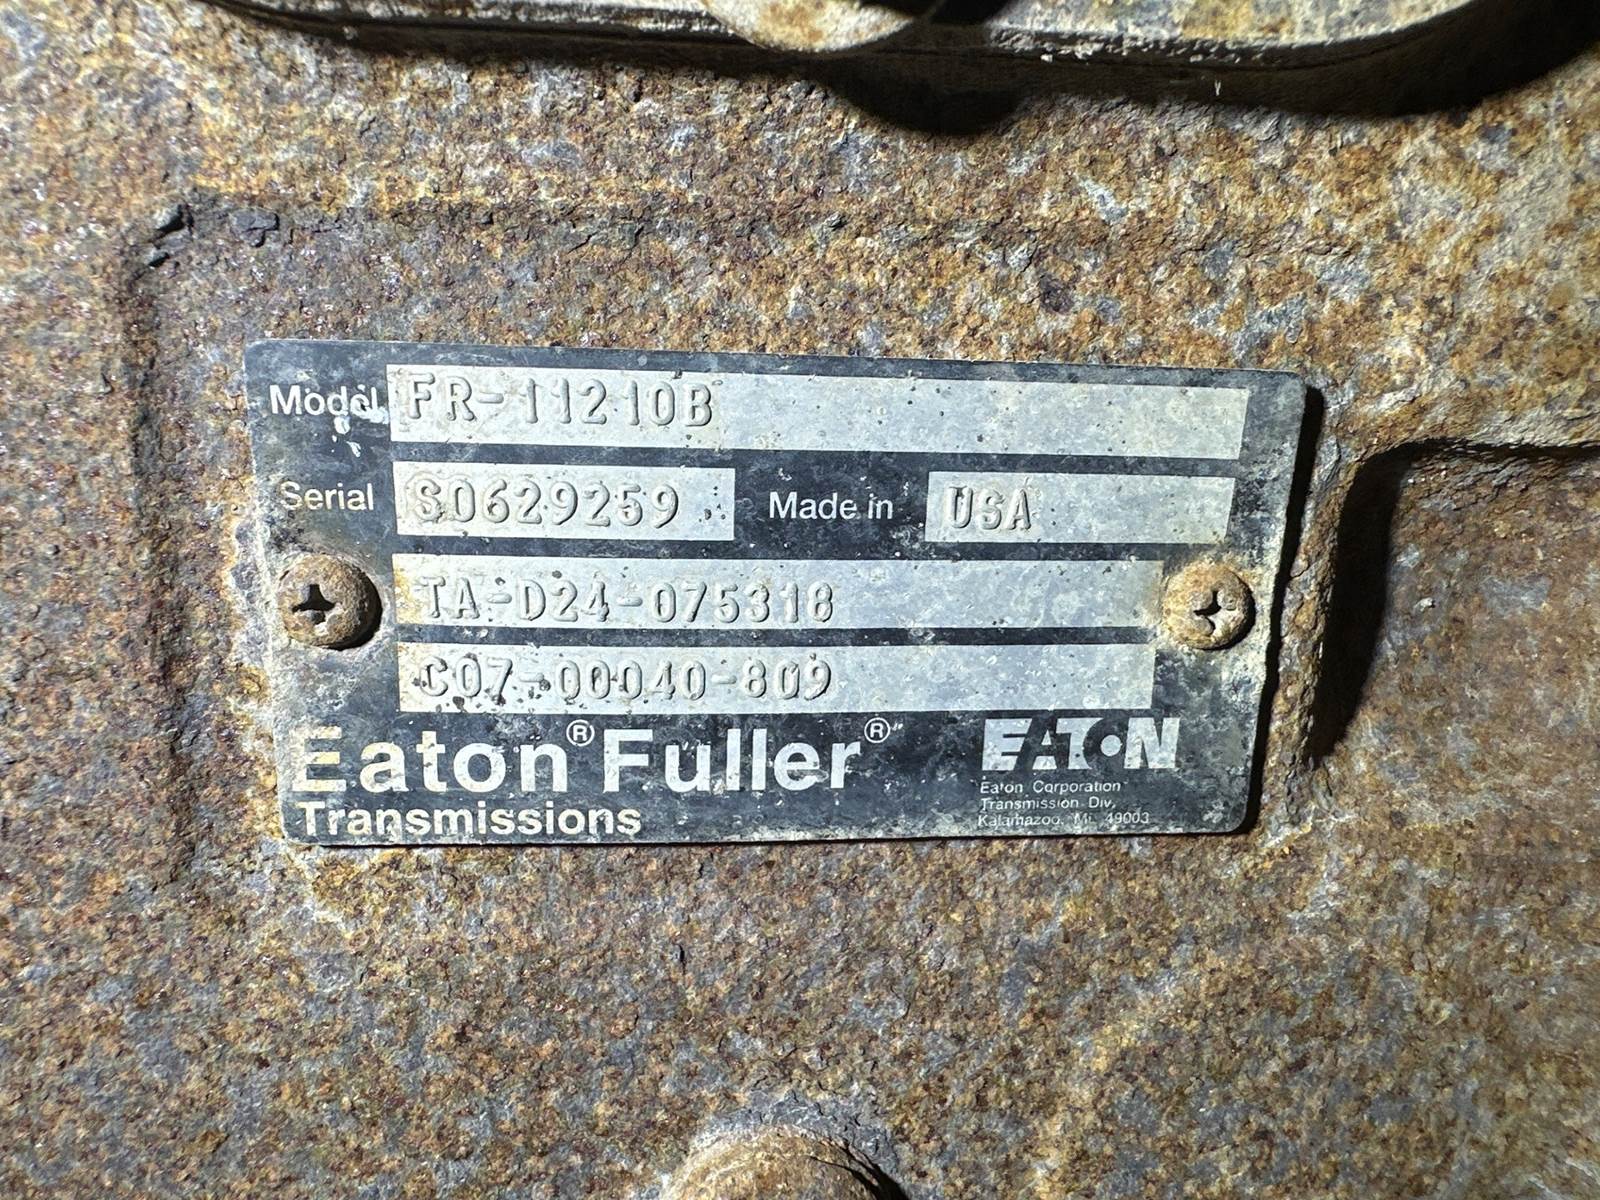 Model FR-11210B
Serial S0629259 Made in USA
TA-D24-075318
C07-00040-809
Eaton® Fuller®
Transmissions
EATON
Eaton Corporation
Transmission Div.
Kalamazoo, Mi. 49003